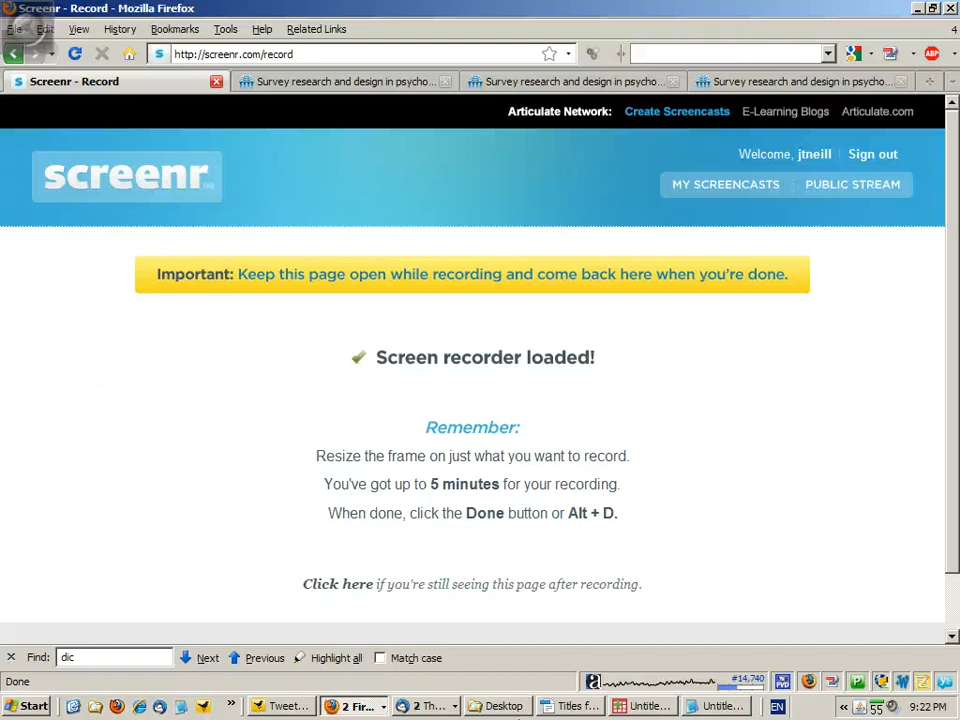 Screenr - Record - Mozilla Firefox
File Edit View History Bookmarks Tools Help Related Links
4
http://screenr.com/record
ABP
Screenr - Record
Survey research and design in psycho...
Survey research and design in psycho...
Survey research and design in psycho...
Articulate Network: Create Screencasts E-Learning Blogs Articulate.com
screenr
Welcome, jtneill Sign out
MY SCREENCASTS PUBLIC STREAM
Important: Keep this page open while recording and come back here when you're done.
Screen recorder loaded!
Remember:
Resize the frame on just what you want to record.
You've got up to 5 minutes for your recording.
When done, click the Done button or Alt + D.
Click here if you're still seeing this page after recording.
Find: dic Next Previous Highlight all Match case
Done
#14,740
Start » Tweet... 2 Fir... 2 Th... Desktop Titles f... Untitle... Untitle... EN « 55 9:22 PM